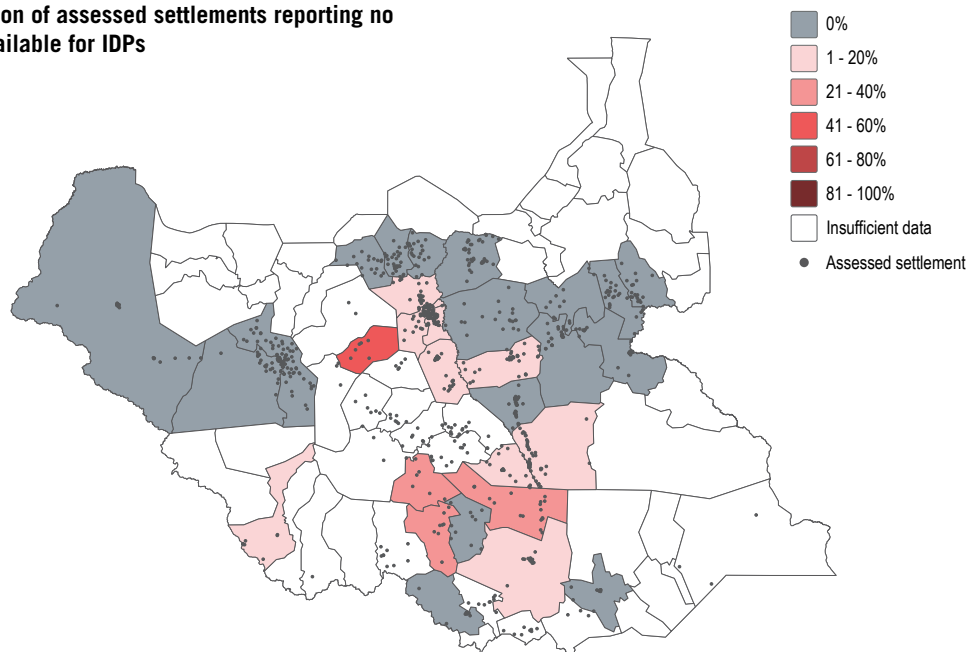 on of assessed settlements reporting no
ailable for IDPs
0%
1 - 20%
21 - 40%
41 - 60%
61 - 80%
81 - 100%
Insufficient data
Assessed settlement